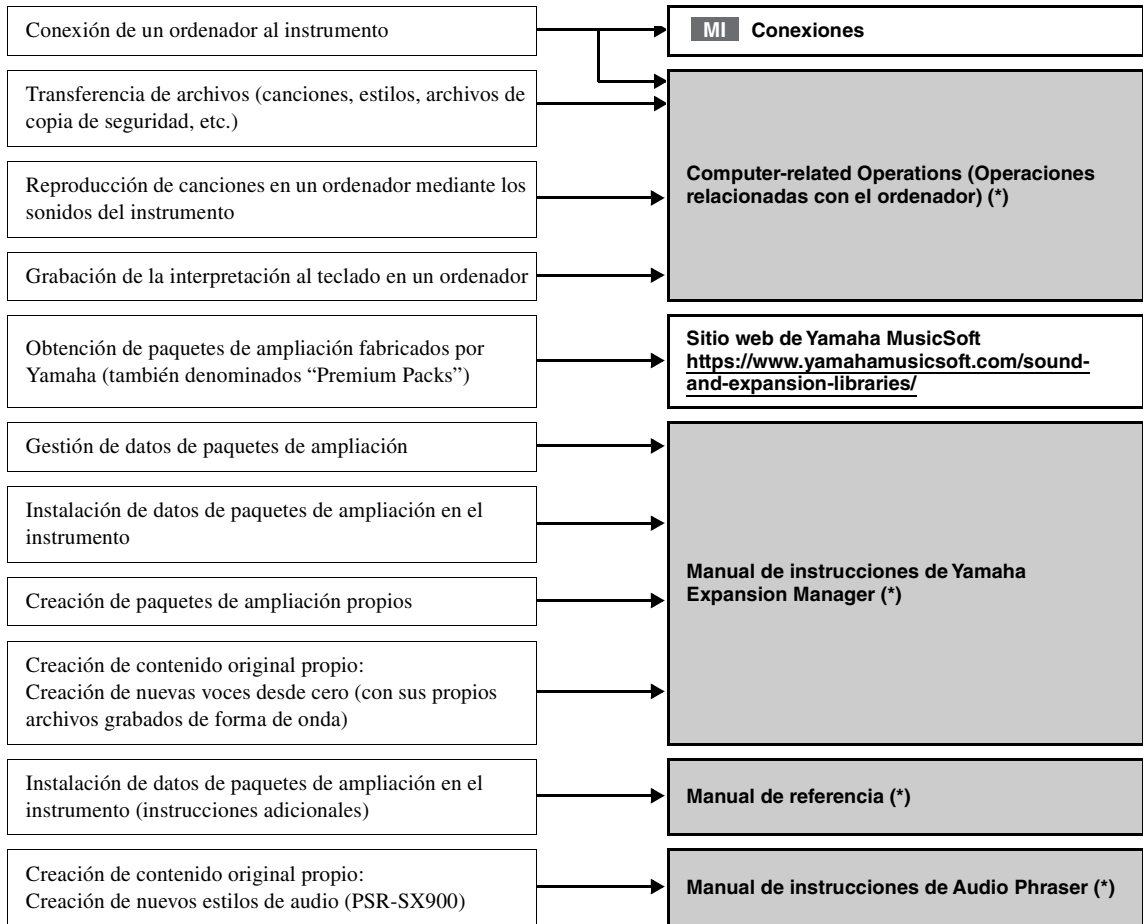 Conexión de un ordenador al instrumento
MI Conexiones
Transferencia de archivos (canciones, estilos, archivos de
copia de seguridad, etc.)
Reproducción de canciones en un ordenador mediante los
sonidos del instrumento
Grabación de la interpretación al teclado en un ordenador
Computer-related Operations (Operaciones
relacionadas con el ordenador) (*)
Obtención de paquetes de ampliación fabricados por
Yamaha (también denominados “Premium Packs”)
Sitio web de Yamaha MusicSoft
https://www.yamahamusicsoft.com/sound-
and-expansion-libraries/
Gestión de datos de paquetes de ampliación
Instalación de datos de paquetes de ampliación en el
instrumento
Creación de paquetes de ampliación propios
Creación de contenido original propio:
Creación de nuevas voces desde cero (con sus propios
archivos grabados de forma de onda)
Manual de instrucciones de Yamaha
Expansion Manager (*)
Instalación de datos de paquetes de ampliación en el
instrumento (instrucciones adicionales)
Manual de referencia (*)
Creación de contenido original propio:
Creación de nuevos estilos de audio (PSR-SX900)
Manual de instrucciones de Audio Phraser (*)